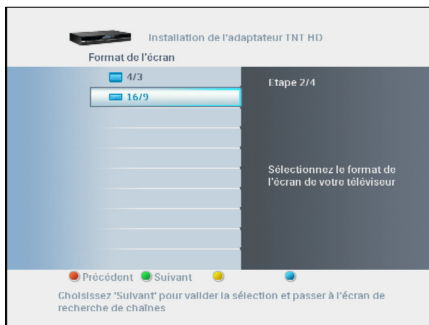 Installation de l'adaptateur TNT HD
Format de l'écran
4/3
16/9
Etape 2/4
Sélectionnez le format de
l'écran de votre téléviseur
Précédent Suivant
Choisissez 'Suivant' pour valider la sélection et passer à l'écran de
recherche de chaînes